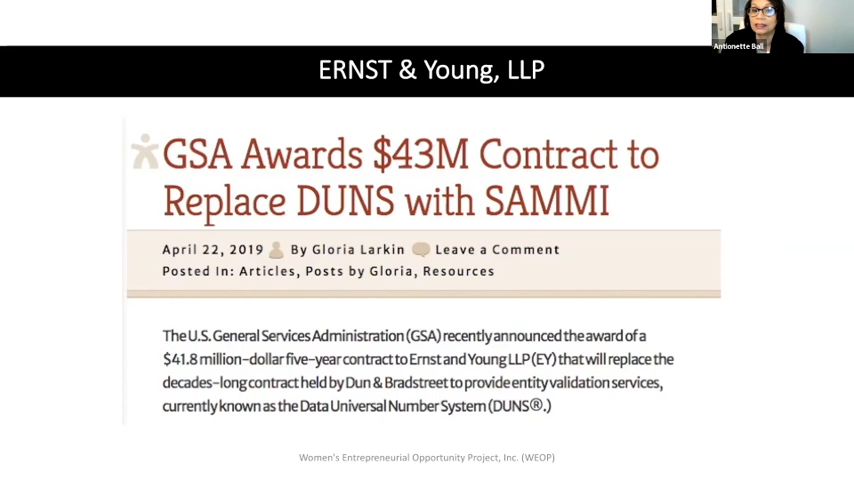 Antionette Ball
ERNST & Young, LLP
GSA Awards $43M Contract to
Replace DUNS with SAMMI
April 22, 2019 By Gloria Larkin Leave a Comment
Posted In: Articles, Posts by Gloria, Resources
The U.S. General Services Administration (GSA) recently announced the award of a
$41.8 million-dollar five-year contract to Ernst and Young LLP (EY) that will replace the
decades-long contract held by Dun & Bradstreet to provide entity validation services,
currently known as the Data Universal Number System (DUNS®.)
Women's Entrepreneurial Opportunity Project, Inc. (WEOP)